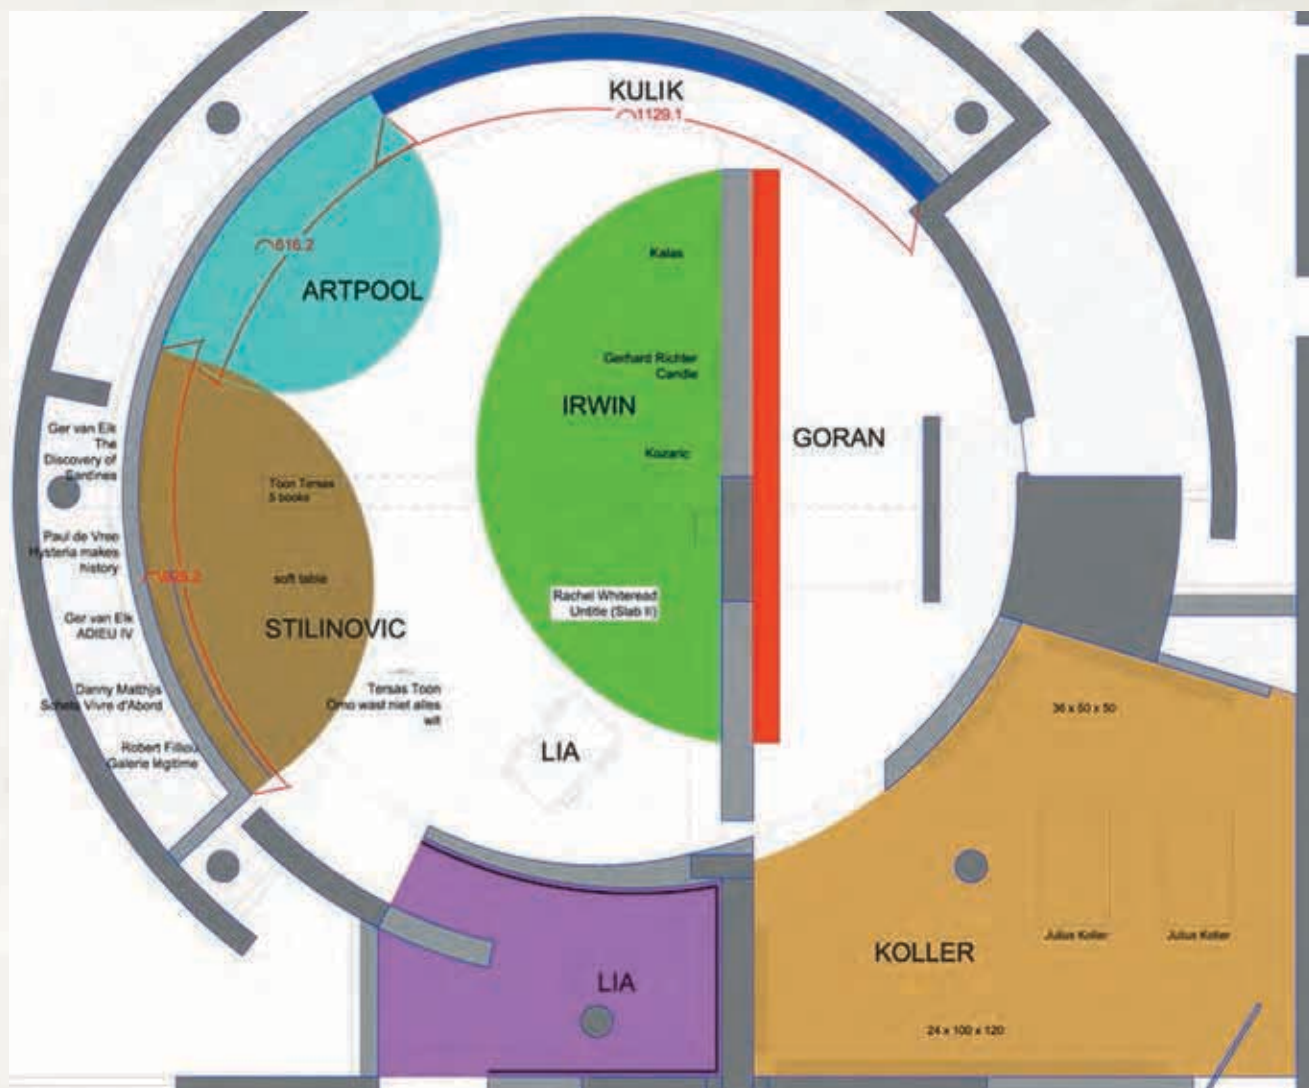 KULIK
1129.1
616.2
ARTPOOL
Kalas
Gerhard Richter
Candle
IRWIN
Kozaric
GORAN
Ger van Elk
The
Discovery of
Sardines
Toon Tersas
5 books
Paul de Vree
Hysteria makes
history
soft table
Ger van Elk
ADIEU IV
STILINOVIC
Rachel Whiteread
Untitle (Slab II)
Danny Matthijs
Vivre d'Abord
Tersas Toon
Omo wast niet alles
wit
Robert Filliou
Galerie légitime
LIA
36 x 50 x 50
Julius Koller
Julius Koller
KOLLER
LIA
24 x 100 x 120